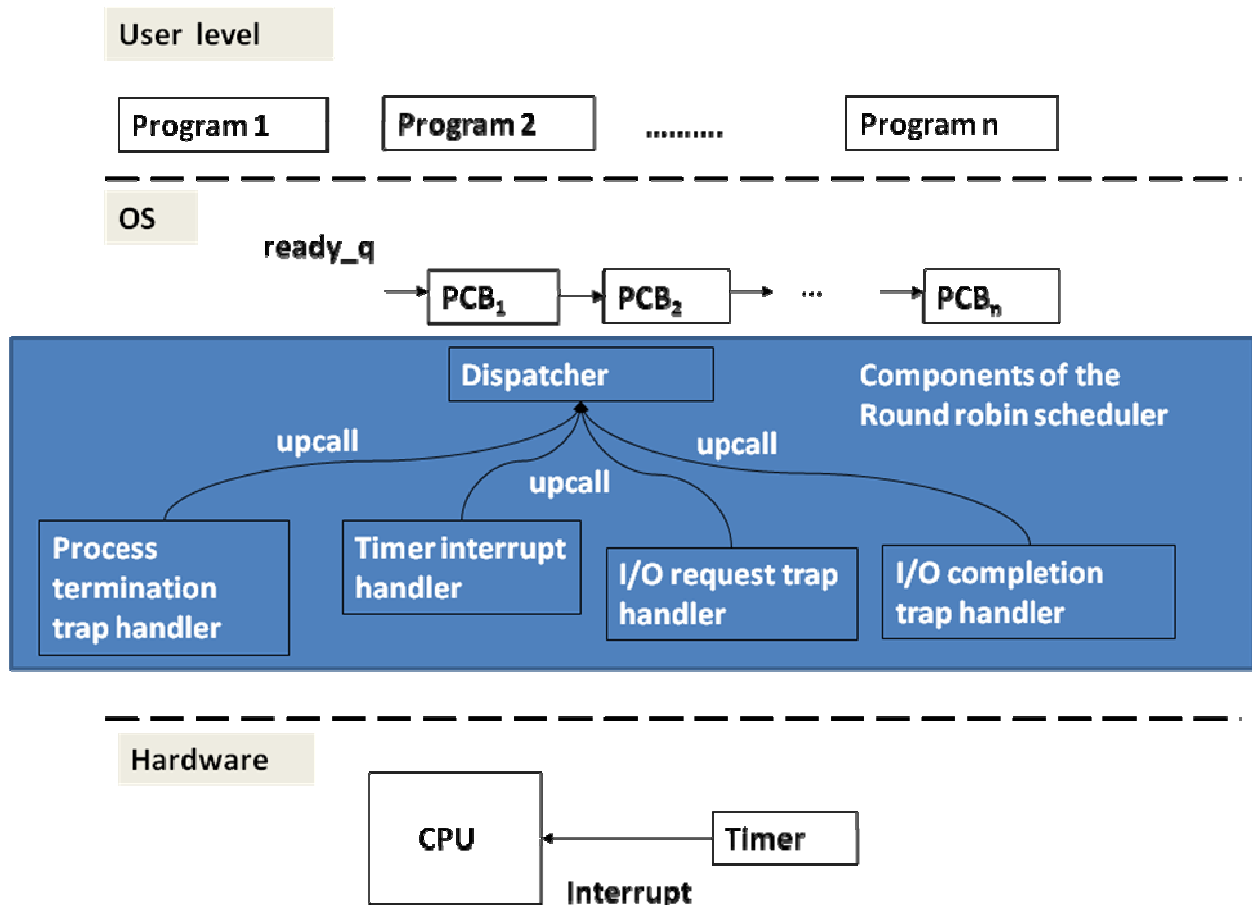 User level
Program 1
Program 2
..........
Program n
OS
ready_q
PCB₁
PCB₂
...
PCBₙ
Dispatcher
Components of the
Round robin scheduler
upcall
upcall
upcall
Process
termination
trap handler
Timer interrupt
handler
I/O request trap
handler
I/O completion
trap handler
Hardware
CPU
Timer
Interrupt